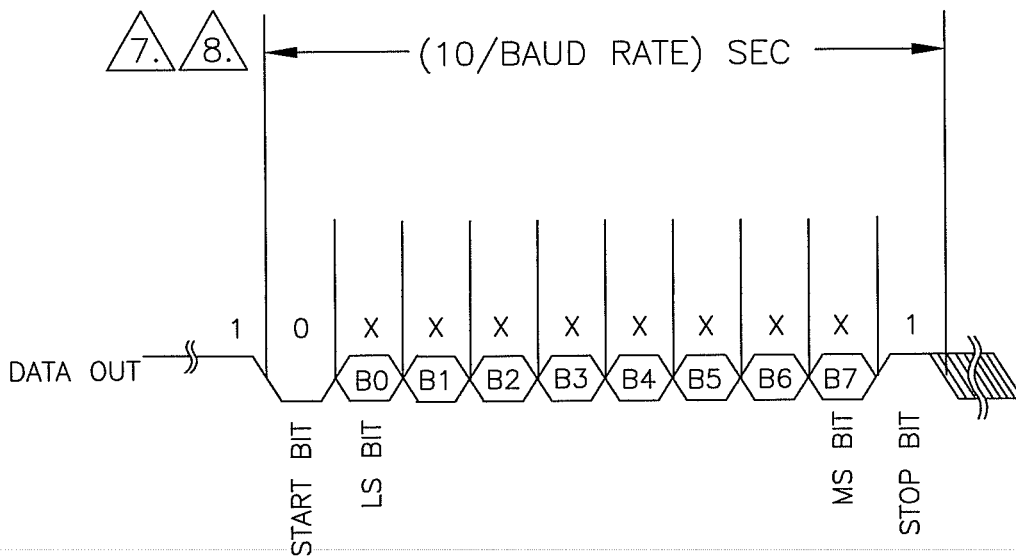 7. 8. (10/BAUD RATE) SEC
1 0 X X X X X X X X 1
DATA OUT B0 B1 B2 B3 B4 B5 B6 B7
START BIT
LS BIT
MS BIT
STOP BIT